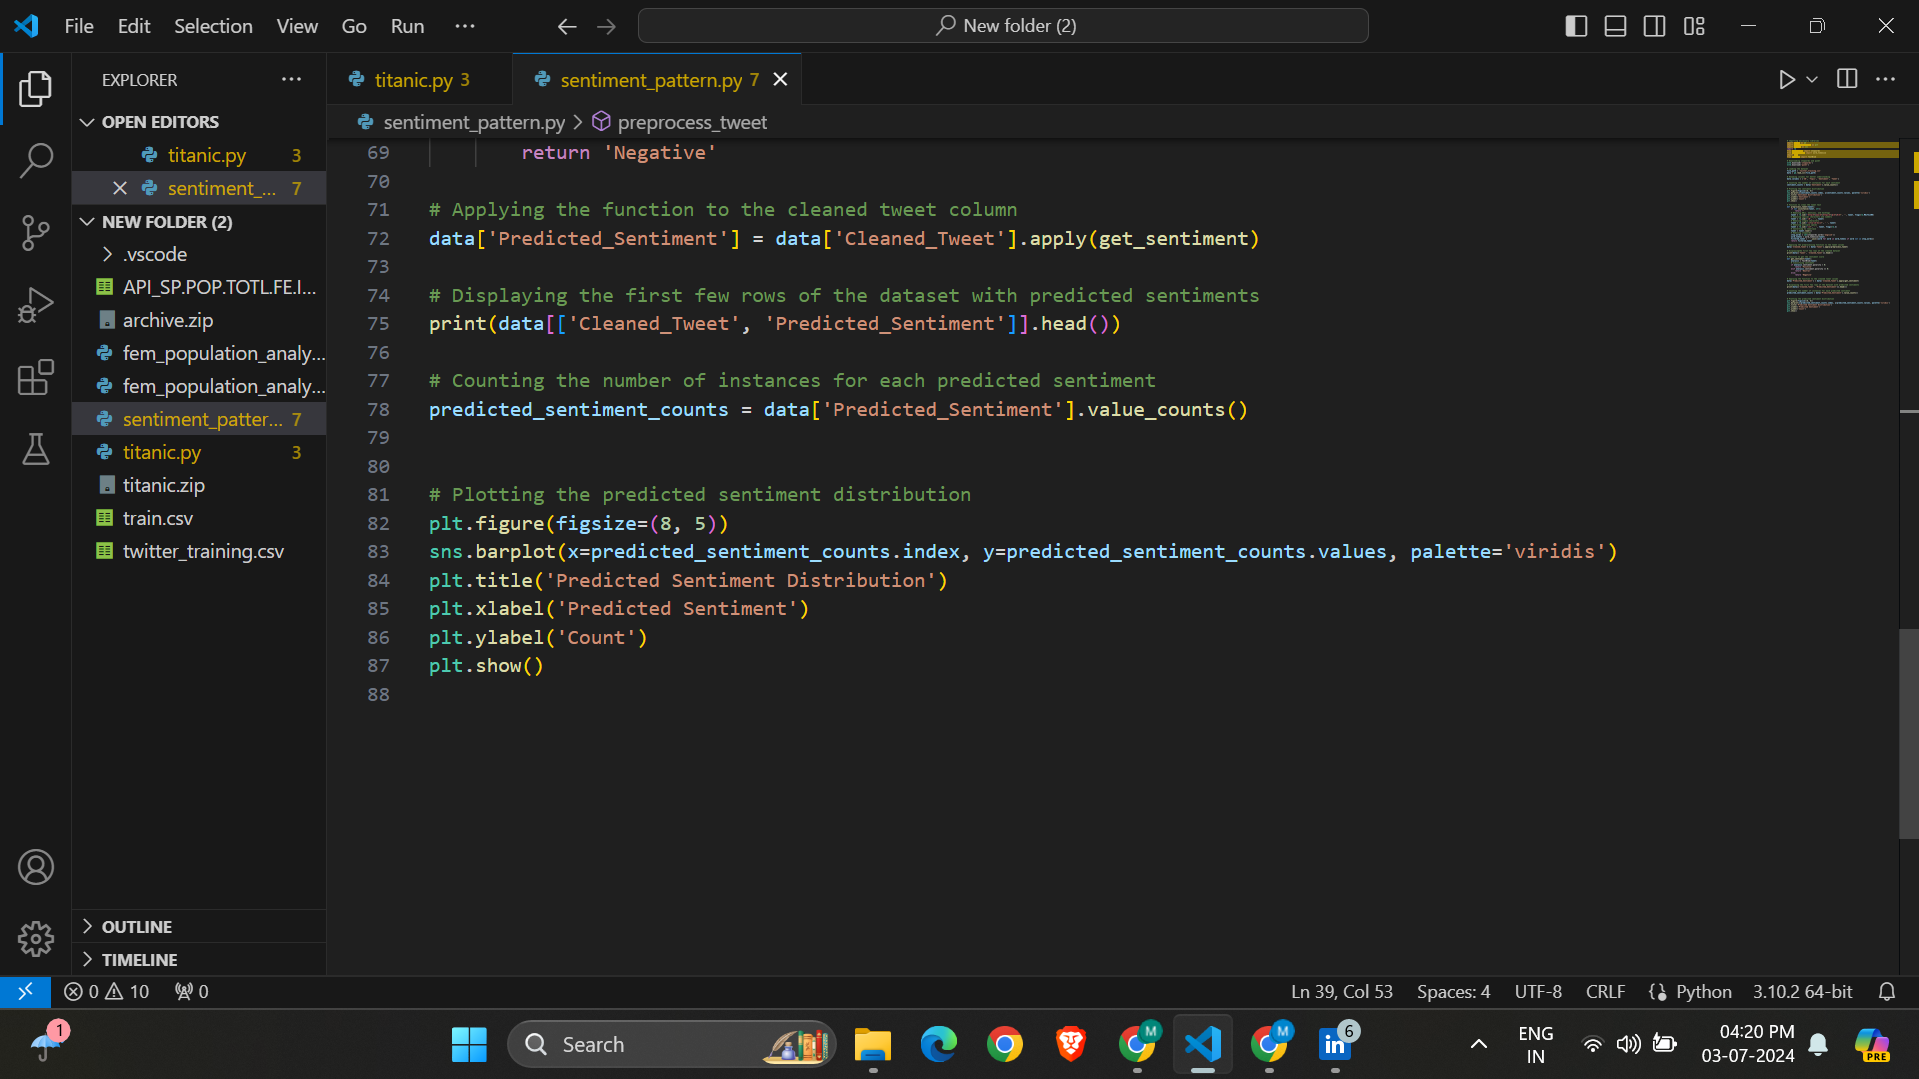 File Edit Selection View Go Run ··· New folder (2)
EXPLORER ···
OPEN EDITORS
titanic.py 3
sentiment_... 7
NEW FOLDER (2)
.vscode
API_SP.POP.TOTL.FE.I...
archive.zip
fem_population_analy...
fem_population_analy...
sentiment_patter... 7
titanic.py 3
titanic.zip
train.csv
twitter_training.csv
OUTLINE
TIMELINE
titanic.py 3 sentiment_pattern.py 7
sentiment_pattern.py > preprocess_tweet
69 return 'Negative'
70
71 # Applying the function to the cleaned tweet column
72 data['Predicted_Sentiment'] = data['Cleaned_Tweet'].apply(get_sentiment)
73
74 # Displaying the first few rows of the dataset with predicted sentiments
75 print(data[['Cleaned_Tweet', 'Predicted_Sentiment']].head())
76
77 # Counting the number of instances for each predicted sentiment
78 predicted_sentiment_counts = data['Predicted_Sentiment'].value_counts()
79
80
81 # Plotting the predicted sentiment distribution
82 plt.figure(figsize=(8, 5))
83 sns.barplot(x=predicted_sentiment_counts.index, y=predicted_sentiment_counts.values, palette='viridis')
84 plt.title('Predicted Sentiment Distribution')
85 plt.xlabel('Predicted Sentiment')
86 plt.ylabel('Count')
87 plt.show()
88
0 10 0 Ln 39, Col 53 Spaces: 4 UTF-8 CRLF Python 3.10.2 64-bit
1 Search M M in 6 ENG 04:20 PM
IN 03-07-2024 PRE